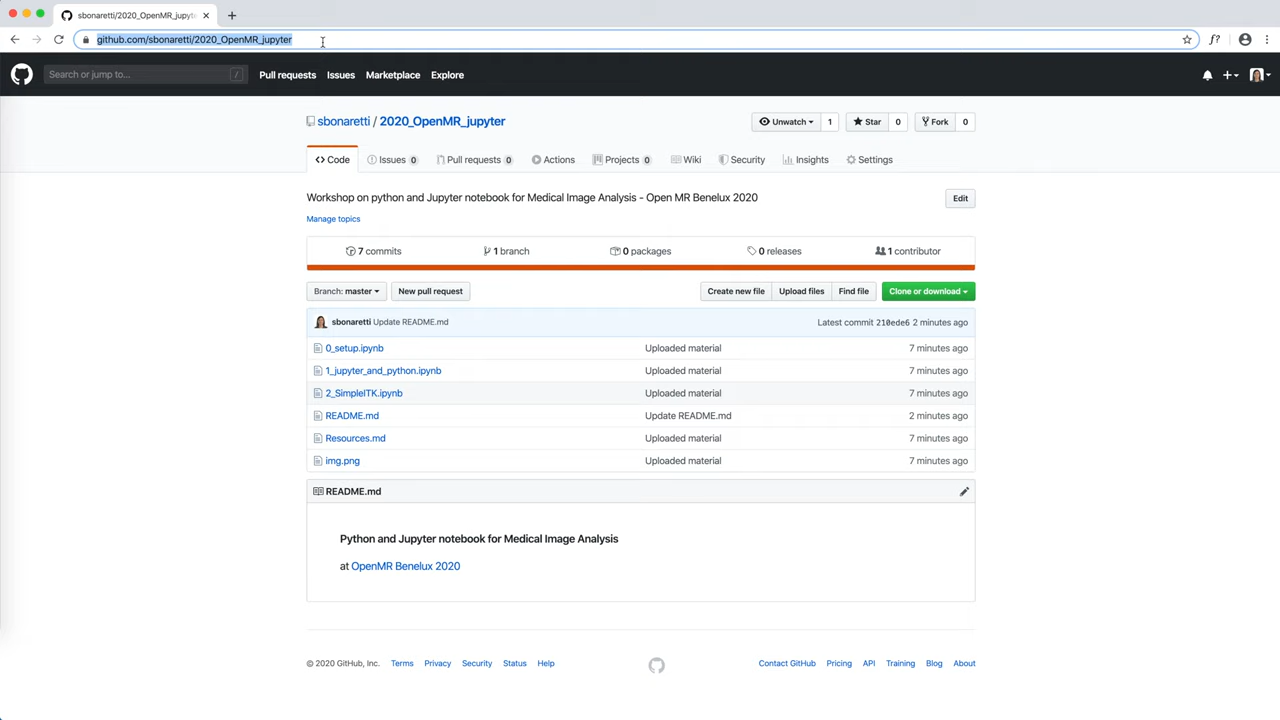 sbonaretti/2020_OpenMR_jupyt
github.com/sbonaretti/2020_OpenMR_jupyter
f?
Search or jump to... /
Pull requests Issues Marketplace Explore
sbonaretti / 2020_OpenMR_jupyter
Unwatch 1 Star 0 Fork 0
Code Issues 0 Pull requests 0 Actions Projects 0 Wiki Security Insights Settings
Workshop on python and Jupyter notebook for Medical Image Analysis - Open MR Benelux 2020 Edit
Manage topics
7 commits 1 branch 0 packages 0 releases 1 contributor
Branch: master New pull request Create new file Upload files Find file Clone or download
sbonaretti Update README.md Latest commit 210ede6 2 minutes ago
0_setup.ipynb Uploaded material 7 minutes ago
1_jupyter_and_python.ipynb Uploaded material 7 minutes ago
2_SimpleITK.ipynb Uploaded material 7 minutes ago
README.md Update README.md 2 minutes ago
Resources.md Uploaded material 7 minutes ago
img.png Uploaded material 7 minutes ago
README.md
Python and Jupyter notebook for Medical Image Analysis
at OpenMR Benelux 2020
© 2020 GitHub, Inc. Terms Privacy Security Status Help Contact GitHub Pricing API Training Blog About